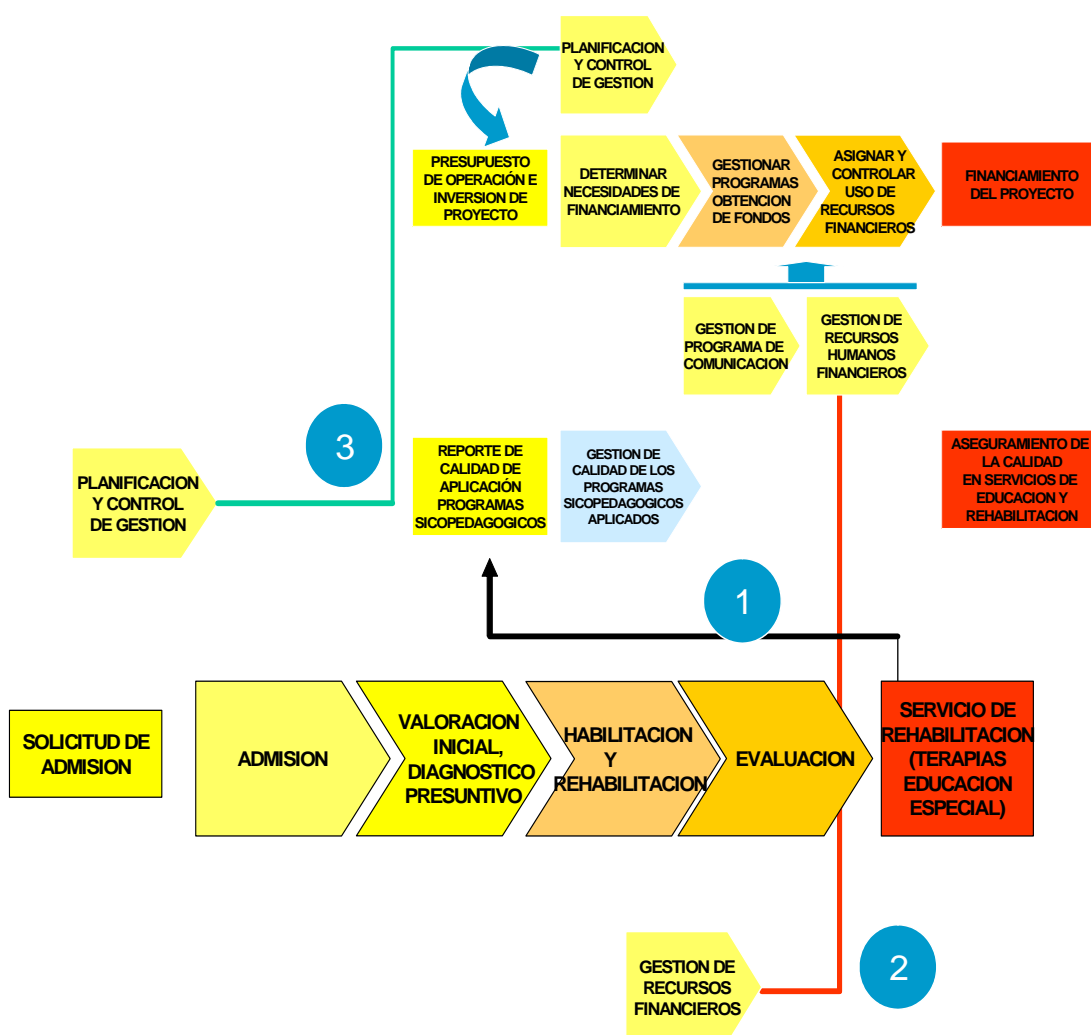 PLANIFICACION
Y CONTROL
DE GESTION
PRESUPUESTO
DE OPERACIÓN E
INVERSION DE
PROYECTO
DETERMINAR
NECESIDADES DE
FINANCIAMIENTO
GESTIONAR
PROGRAMAS
OBTENCION
DE FONDOS
ASIGNAR Y
CONTROLAR
USO DE
RECURSOS
FINANCIEROS
FINANCIAMIENTO
DEL PROYECTO
GESTION DE
PROGRAMA DE
COMUNICACION
GESTION DE
RECURSOS
HUMANOS
FINANCIEROS
3
PLANIFICACION
Y CONTROL
DE GESTION
REPORTE DE
CALIDAD DE
APLICACIÓN
PROGRAMAS
SICOPEDAGOGICOS
GESTION DE
CALIDAD DE LOS
PROGRAMAS
SICOPEDAGOGICOS
APLICADOS
ASEGURAMIENTO DE
LA CALIDAD
EN SERVICIOS DE
EDUCACION Y
REHABILITACION
1
SOLICITUD DE
ADMISION
ADMISION
VALORACION
INICIAL,
DIAGNOSTICO
PRESUNTIVO
HABILITACION
Y
REHABILITACION
EVALUACION
SERVICIO DE
REHABILITACION
(TERAPIAS
EDUCACION
ESPECIAL)
GESTION DE
RECURSOS
FINANCIEROS
2